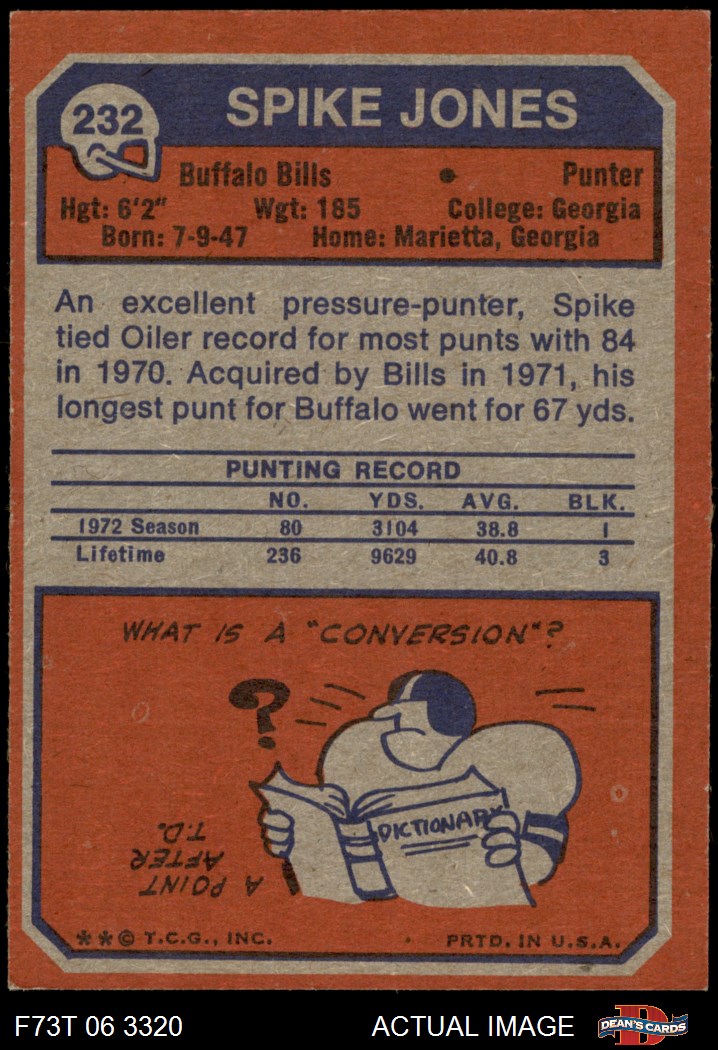 232
SPIKE JONES
Buffalo Bills • Punter
Hgt: 6'2" Wgt: 185 College: Georgia
Born: 7-9-47 Home: Marietta, Georgia
An excellent pressure-punter, Spike
tied Oiler record for most punts with 84
in 1970. Acquired by Bills in 1971, his
longest punt for Buffalo went for 67 yds.
PUNTING RECORD
NO. YDS. AVG. BLK.
1972 Season 80 3104 38.8 1
Lifetime 236 9629 40.8 3
WHAT IS A "CONVERSION"?
?
DICTIONARY
A POINT
AFTER
T.D.
** © T.C.G., INC. PRTD. IN U.S.A.
F73T 06 3320 ACTUAL IMAGE
D
DEAN'S CARDS